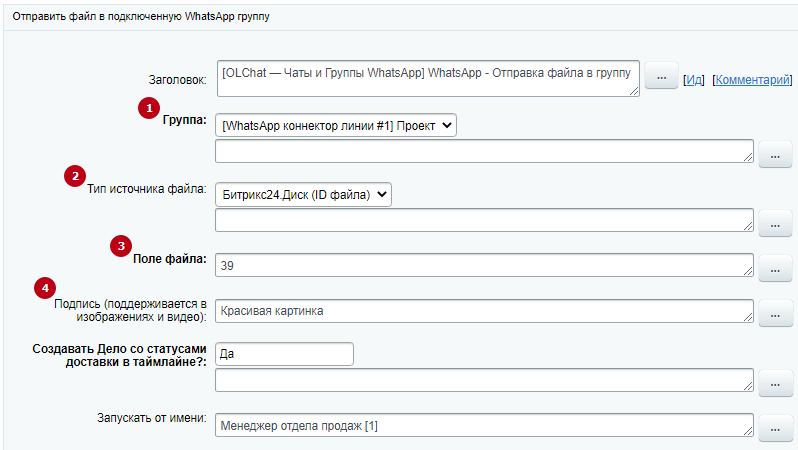 Отправить файл в подключенную WhatsApp группу
Заголовок: [OLChat — Чаты и Группы WhatsApp] WhatsApp - Отправка файла в группу ... [Ид] [Комментарий]
1
Группа: [WhatsApp коннектор линии #1] Проект
...
2
Тип источника файла: Битрикс24.Диск (ID файла)
...
3
Поле файла: 39 ...
4
Подпись (поддерживается в
изображениях и видео): Красивая картинка ...
Создавать Дело со статусами
доставки в таймлайне?: Да
...
Запускать от имени: Менеджер отдела продаж [1] ...